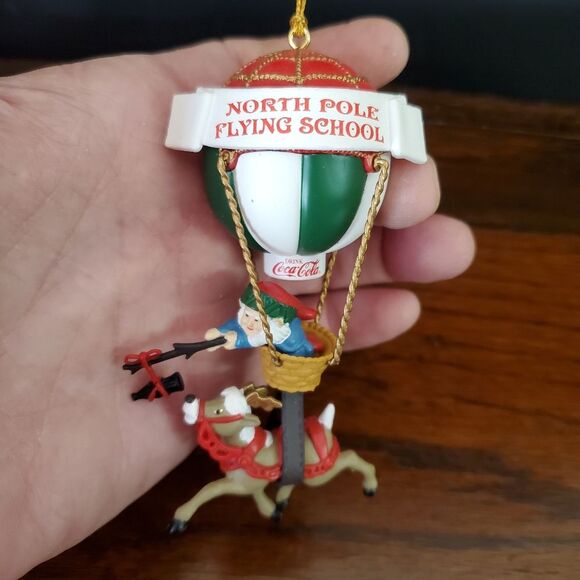 NORTH POLE
FLYING SCHOOL
DRINK
Coca-Cola